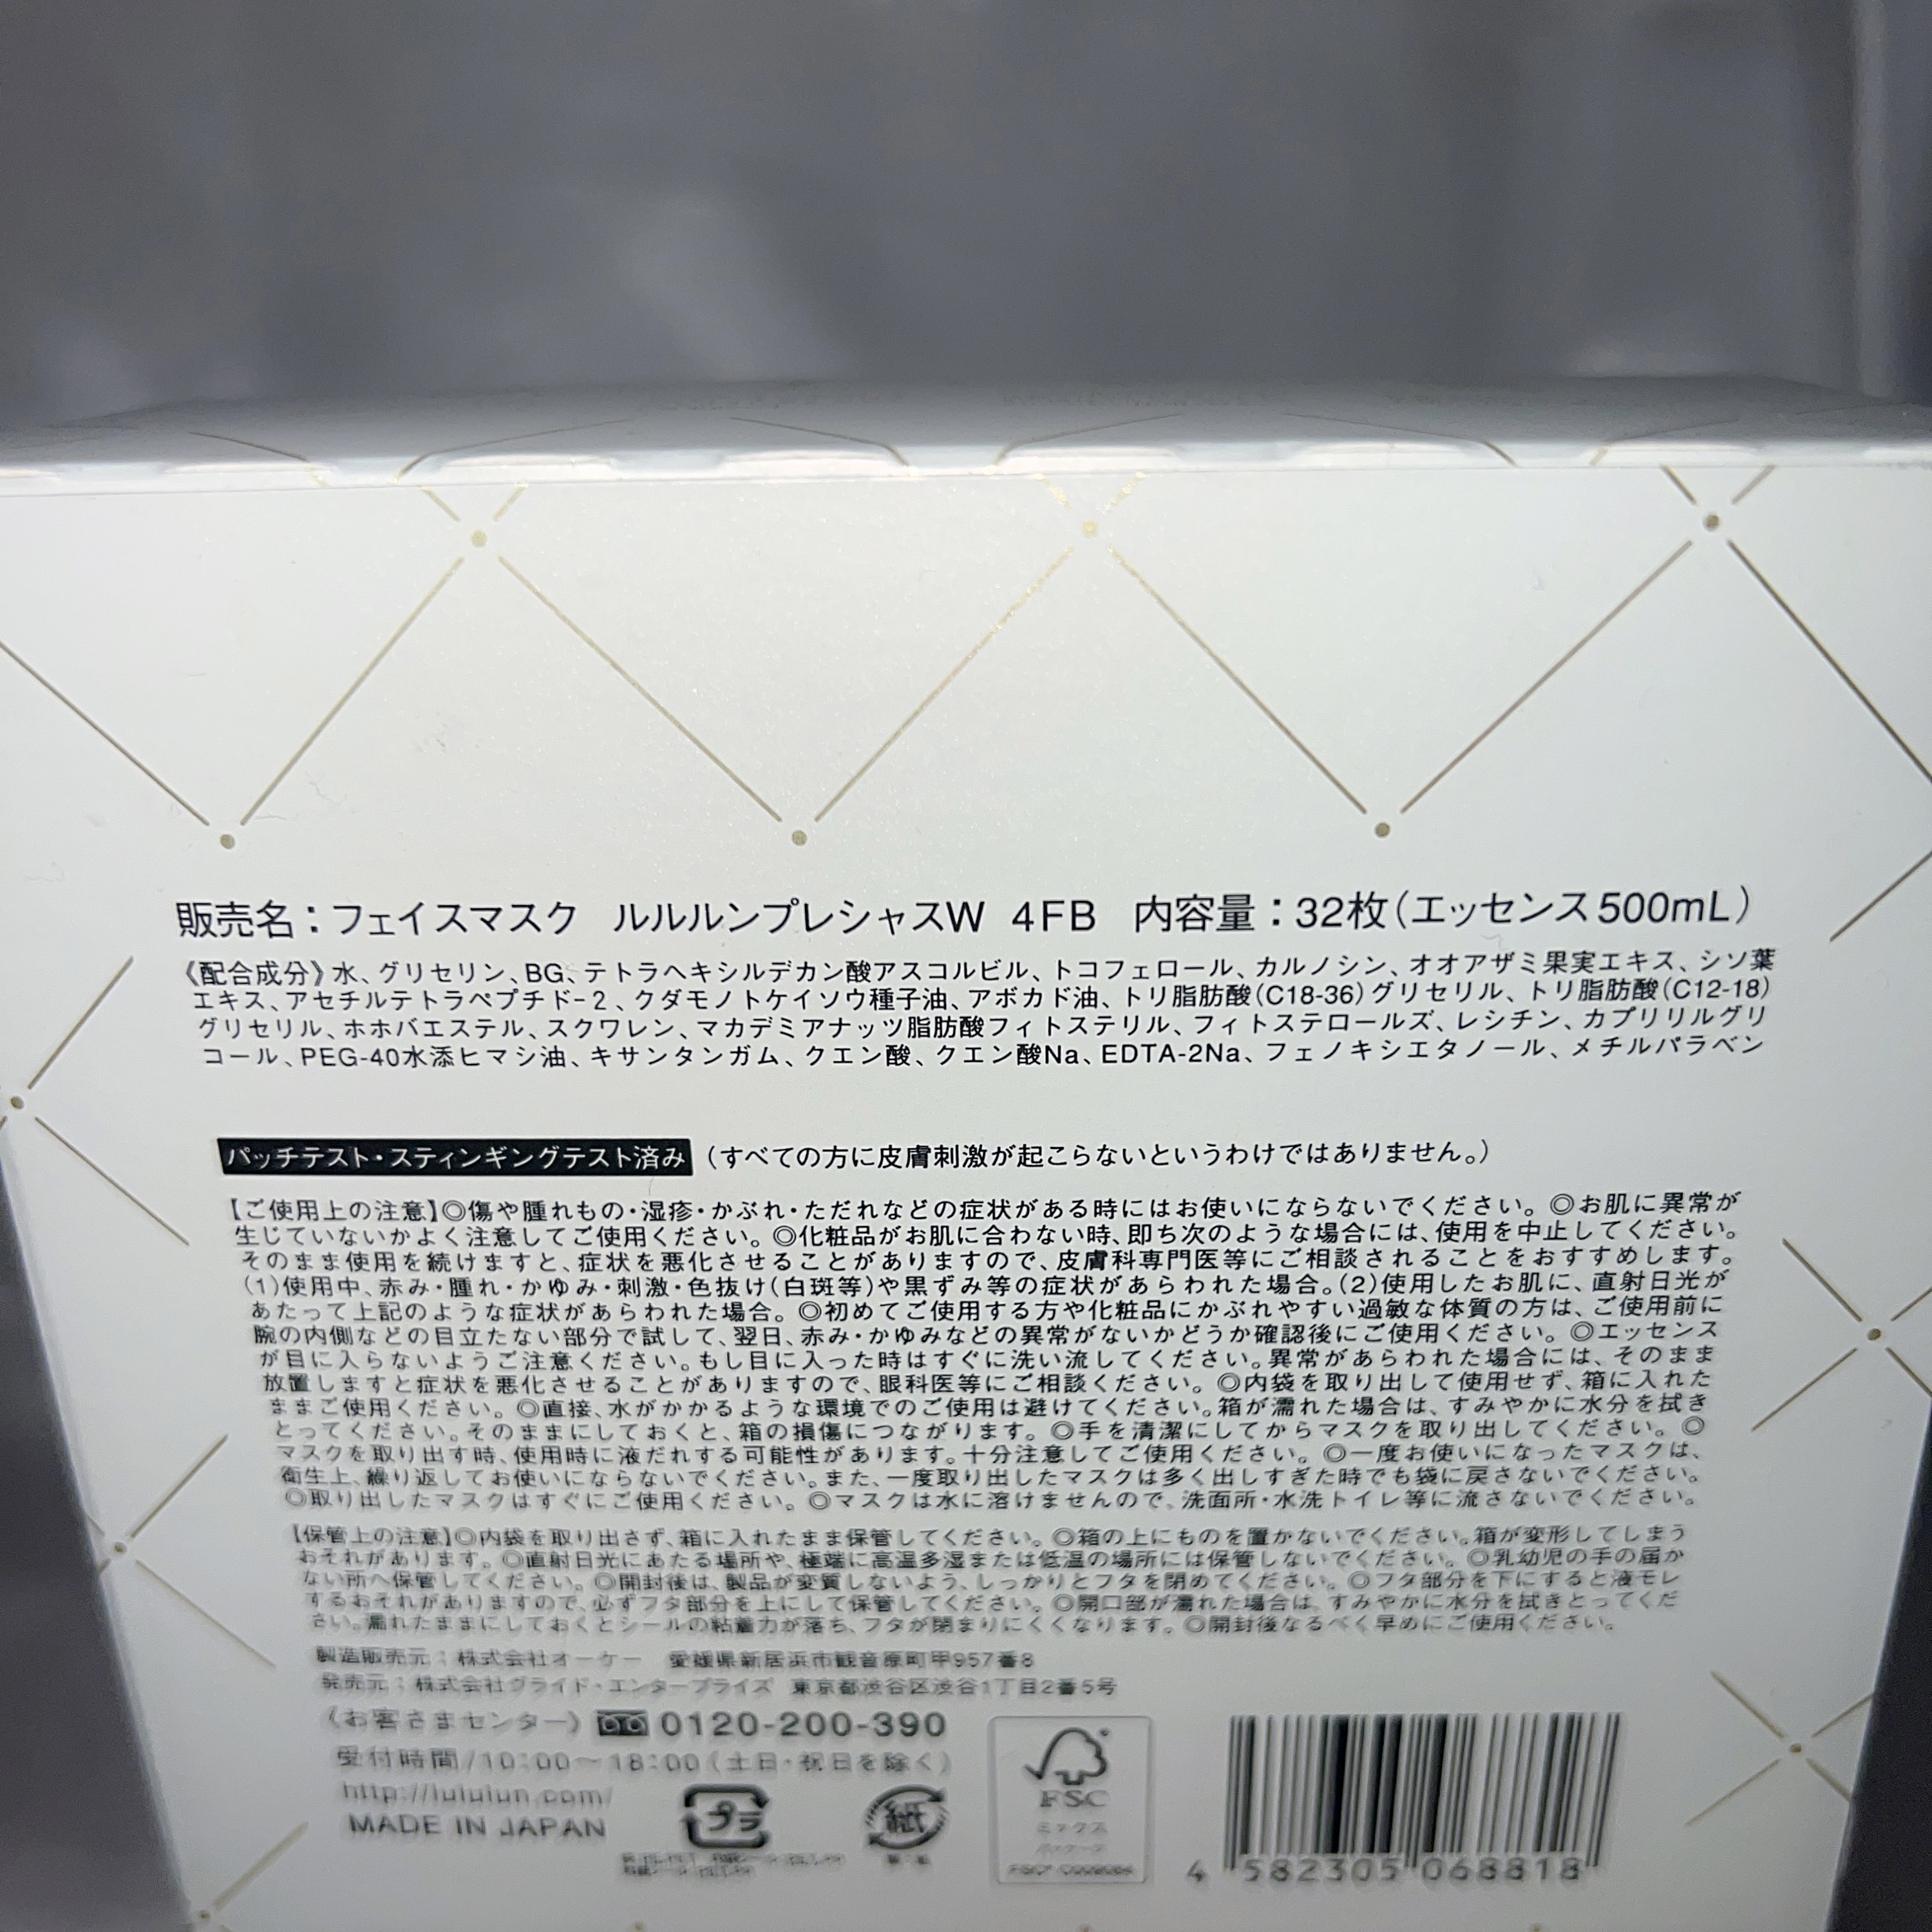 販売名：フェイスマスク ルルルンプレシャスW 4FB 内容量：32枚（エッセンス500mL）
《配合成分》水、グリセリン、BG、テトラヘキシルデカン酸アスコルビル、トコフェロール、カルノシン、オオアザミ果実エキス、シソ葉
エキス、アセチルテトラペプチド-2、クダモノトケイソウ種子油、アボカド油、トリ脂肪酸(C18-36)グリセリル、トリ脂肪酸(C12-18)
グリセリル、ホホバエステル、スクワレン、マカデミアナッツ脂肪酸フィトステリル、フィトステロールズ、レシチン、カプリリルグリ
コール、PEG-40水添ヒマシ油、キサンタンガム、クエン酸、クエン酸Na、EDTA-2Na、フェノキシエタノール、メチルパラベン
パッチテスト・スティンギングテスト済み（すべての方に皮膚刺激が起こらないというわけではありません。）
【ご使用上の注意】◎傷や腫れもの・湿疹・かぶれ・ただれなどの症状がある時にはお使いにならないでください。◎お肌に異常が
生じていないかよく注意してご使用ください。◎化粧品がお肌に合わない時、即ち次のような場合には、使用を中止してください。
そのまま使用を続けますと、症状を悪化させることがありますので、皮膚科専門医等にご相談されることをおすすめします。
(1)使用中、赤み・腫れ・かゆみ・刺激・色抜け(白斑等)や黒ずみ等の症状があらわれた場合。(2)使用したお肌に、直射日光が
あたって上記のような症状があらわれた場合。◎初めてご使用する方や化粧品にかぶれやすい過敏な体質の方は、ご使用前に
腕の内側などの目立たない部分で試して、翌日、赤み・かゆみなどの異常がないかどうか確認後にご使用ください。◎エッセンス
が目に入らないようご注意ください。もし目に入った時はすぐに洗い流してください。異常があらわれた場合には、そのまま
放置しますと症状を悪化させることがありますので、眼科医等にご相談ください。◎内袋を取り出して使用せず、箱に入れた
ままご使用ください。◎直接、水がかかるような環境でのご使用は避けてください。箱が濡れた場合は、すみやかに水分を拭き
とってください。そのままにしておくと、箱の損傷につながります。◎手を清潔にしてからマスクを取り出してください。◎
マスクを取り出す時、使用時に液だれする可能性があります。十分注意してご使用ください。◎一度お使いになったマスクは、
衛生上、繰り返してお使いにならないでください。また、一度取り出したマスクは多く出しすぎた時でも袋に戻さないでください。
◎取り出したマスクはすぐにご使用ください。◎マスクは水に溶けませんので、洗面所・水洗トイレ等に流さないでください。
【保管上の注意】◎内袋を取り出さず、箱に入れたまま保管してください。◎箱の上にものを置かないでください。箱が変形してしまう
おそれがあります。◎直射日光にあたる場所や、極端に高温多湿または低温の場所には保管しないでください。◎乳幼児の手の届か
ない所へ保管してください。◎開封後は、製品が変質しないよう、しっかりとフタを閉めてください。◎フタ部分を下にすると液モレ
するおそれがありますので、必ずフタ部分を上にして保管してください。◎開口部が濡れた場合は、すみやかに水分を拭きとってくだ
さい。濡れたままにしておくとシールの粘着力が落ち、フタが閉まりにくくなります。◎開封後なるべく早めにご使用ください。
製造販売元：株式会社オーケー 愛媛県新居浜市観音原町甲957番8
発売元：株式会社グライド・エンタープライズ 東京都渋谷区渋谷1丁目2番5号
《お客さまセンター》0120-200-390
受付時間/10:00〜18:00（土日・祝日を除く）
http://lululun.com/
MADE IN JAPAN
プラ
紙
FSC
ミックス
4 582305 068818